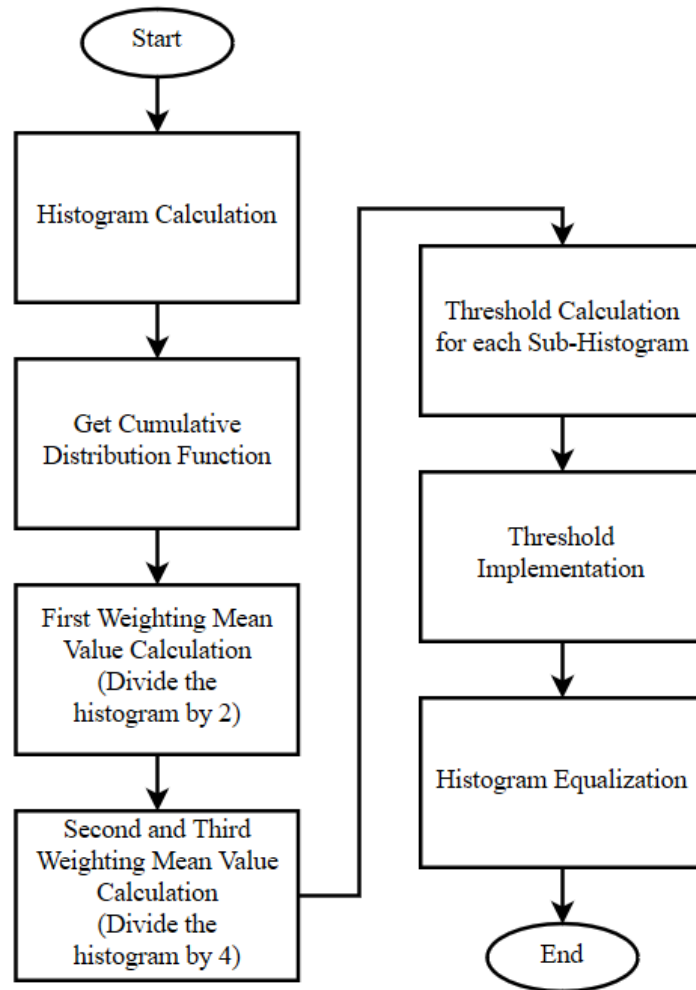 Start
Histogram Calculation
Get Cumulative
Distribution Function
First Weighting Mean
Value Calculation
(Divide the
histogram by 2)
Second and Third
Weighting Mean Value
Calculation
(Divide the
histogram by 4)
Threshold Calculation
for each Sub-Histogram
Threshold
Implementation
Histogram Equalization
End